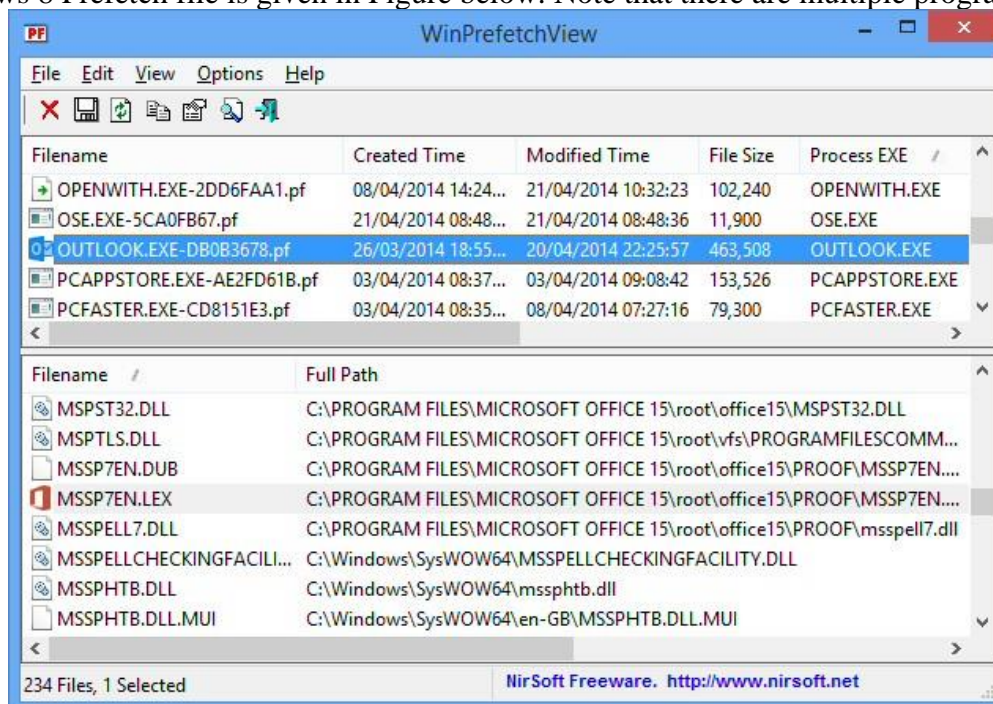 ws 8 Prefetch file is given in Figure below. Note that there are multiple progra
PF WinPrefetchView
File Edit View Options Help
Filename Created Time Modified Time File Size Process EXE /
OPENWITH.EXE-2DD6FAA1.pf 08/04/2014 14:24... 21/04/2014 10:32:23 102,240 OPENWITH.EXE
OSE.EXE-5CA0FB67.pf 21/04/2014 08:48... 21/04/2014 08:48:36 11,900 OSE.EXE
OUTLOOK.EXE-DB0B3678.pf 26/03/2014 18:55... 20/04/2014 22:25:57 463,508 OUTLOOK.EXE
PCAPPSTORE.EXE-AE2FD61B.pf 03/04/2014 08:37... 03/04/2014 09:08:42 153,526 PCAPPSTORE.EXE
PCFASTER.EXE-CD8151E3.pf 03/04/2014 08:35... 08/04/2014 07:27:16 79,300 PCFASTER.EXE
Filename / Full Path
MSPST32.DLL C:\PROGRAM FILES\MICROSOFT OFFICE 15\root\office15\MSPST32.DLL
MSPTLS.DLL C:\PROGRAM FILES\MICROSOFT OFFICE 15\root\vfs\PROGRAMFILESCOMM...
MSSP7EN.DUB C:\PROGRAM FILES\MICROSOFT OFFICE 15\root\office15\PROOF\MSSP7EN....
MSSP7EN.LEX C:\PROGRAM FILES\MICROSOFT OFFICE 15\root\office15\PROOF\MSSP7EN....
MSSPELL7.DLL C:\PROGRAM FILES\MICROSOFT OFFICE 15\root\office15\PROOF\msspell7.dll
MSSPELLCHECKINGFACILI... C:\Windows\SysWOW64\MSSPELLCHECKINGFACILITY.DLL
MSSPHTB.DLL C:\Windows\SysWOW64\mssphtb.dll
MSSPHTB.DLL.MUI C:\Windows\SysWOW64\en-GB\MSSPHTB.DLL.MUI
234 Files, 1 Selected NirSoft Freeware. http://www.nirsoft.net